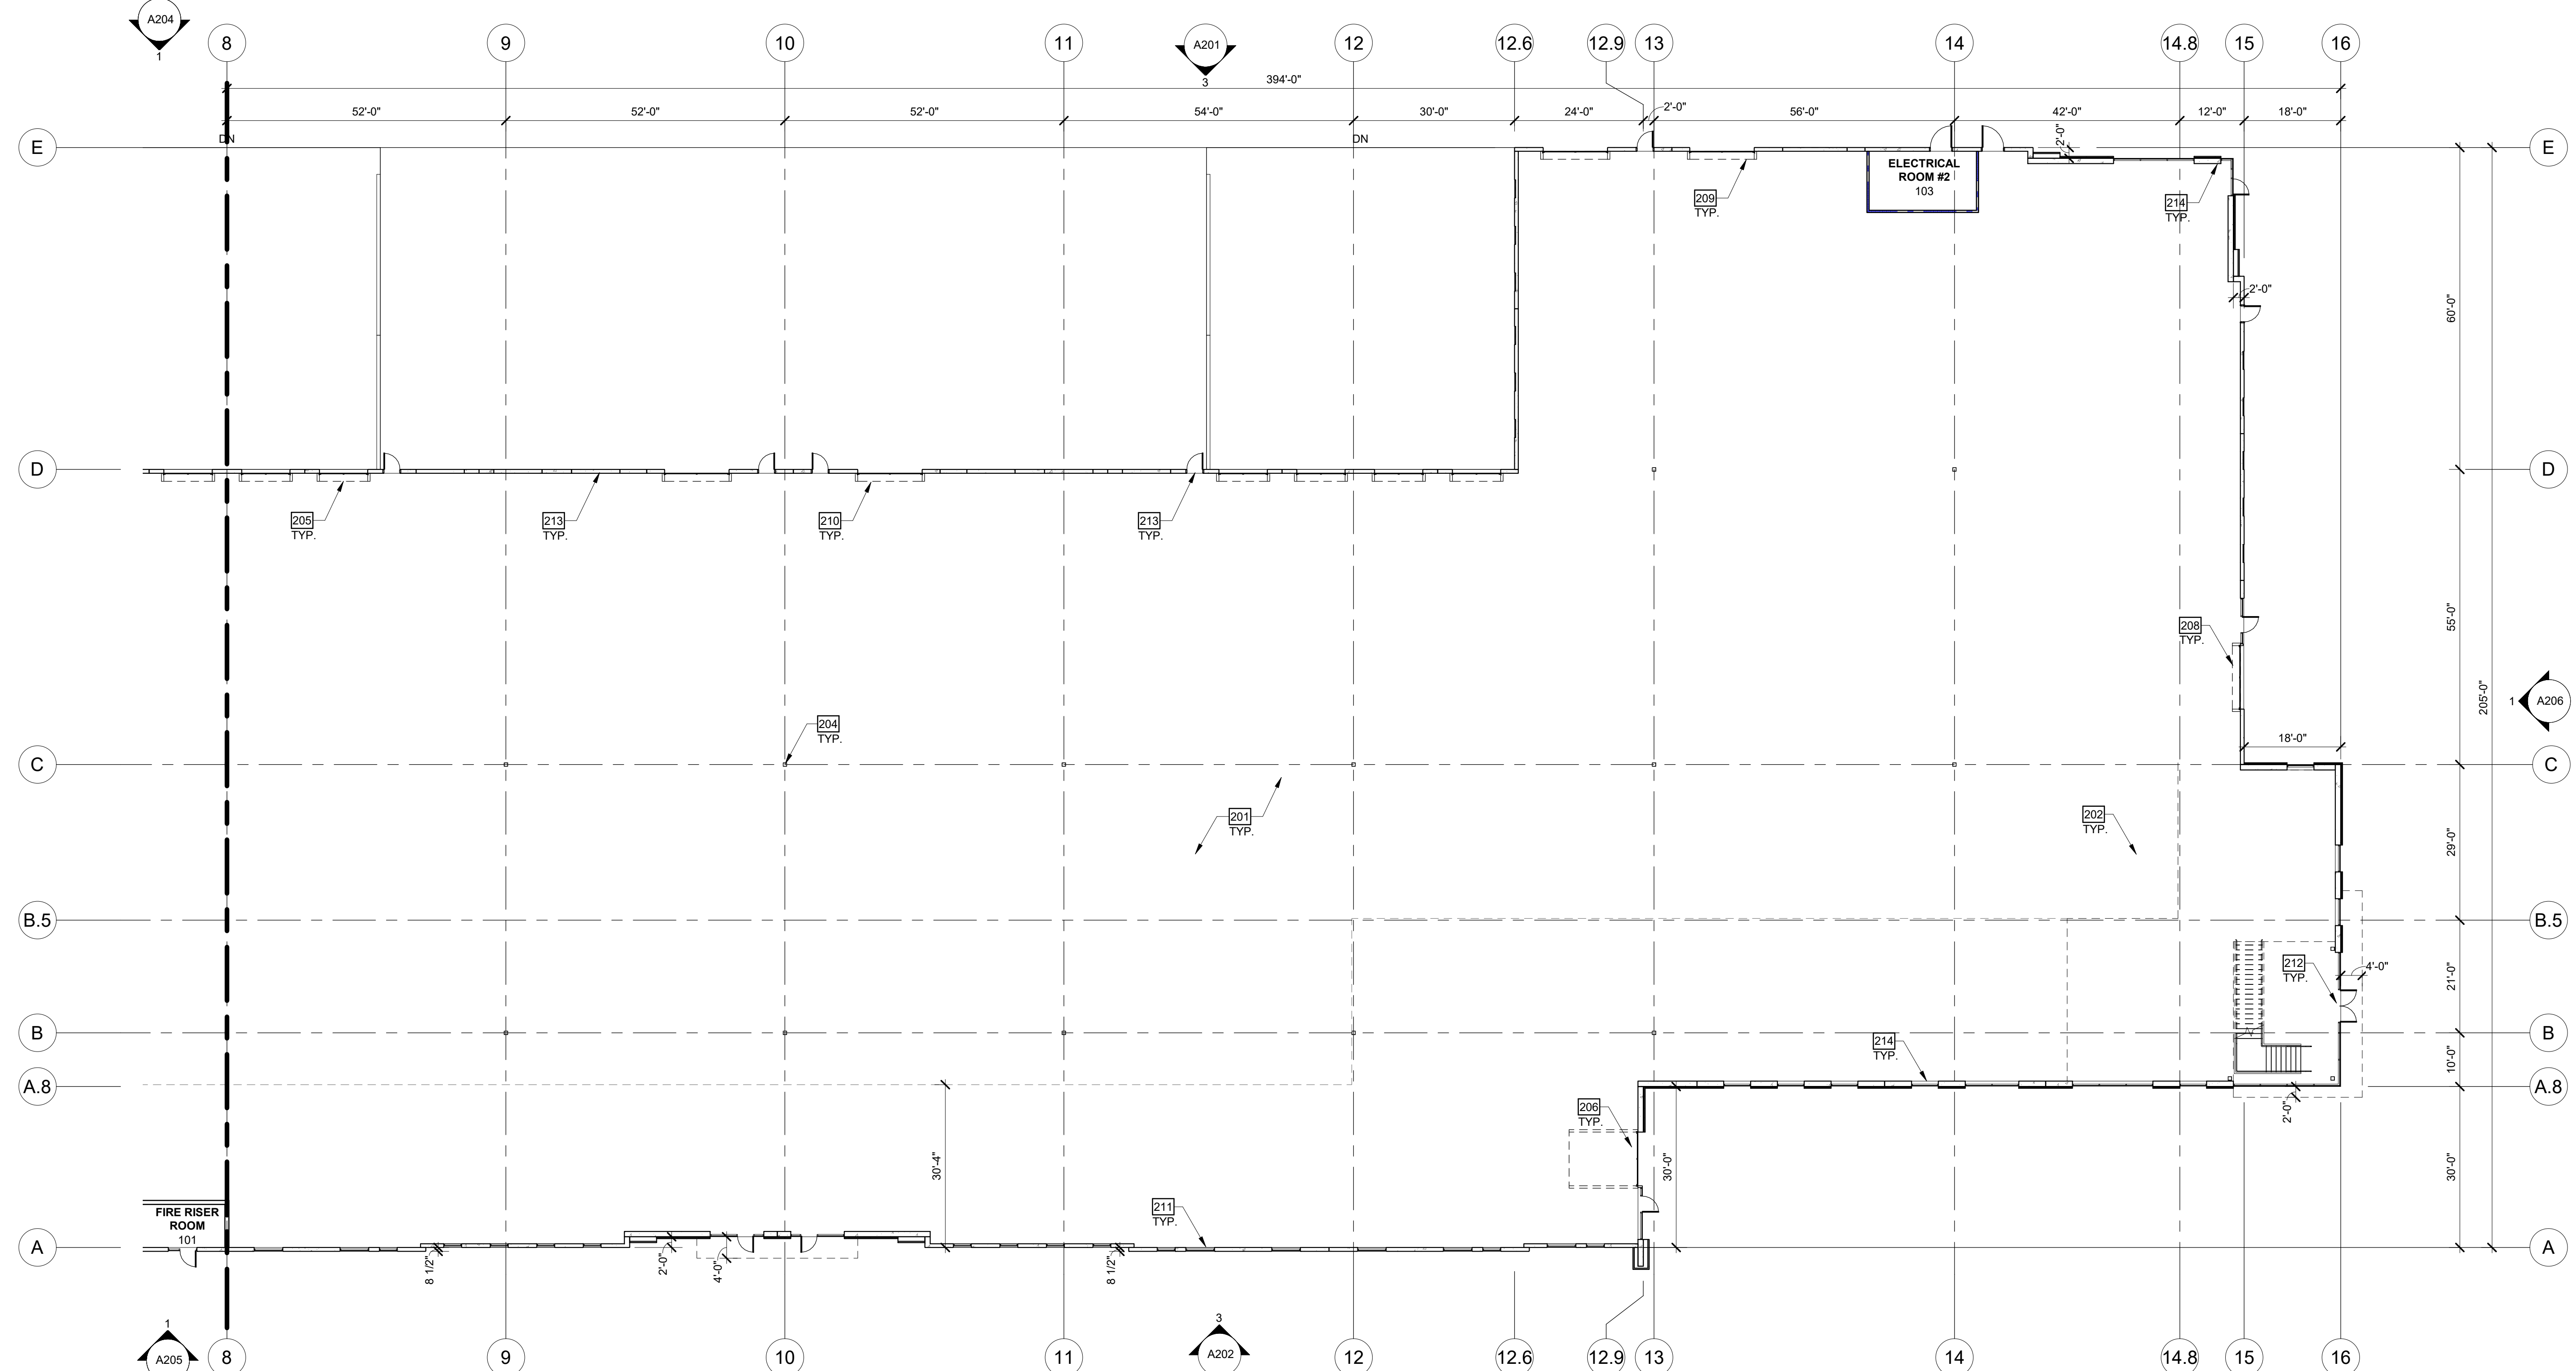 A204
1
8
9
10
11
A201
3
12
12.6
12.9
13
14
14.8
15
16
394'-0"
52'-0"
52'-0"
52'-0"
54'-0"
30'-0"
24'-0"
2'-0"
56'-0"
42'-0"
12'-0"
18'-0"
E
DN
DN
2'-0"
E
ELECTRICAL
ROOM #2
103
209
TYP.
214
TYP.
2'-0"
60'-0"
D
D
205
TYP.
213
TYP.
210
TYP.
213
TYP.
208
TYP.
55'-0"
205'-0"
1
A206
204
TYP.
18'-0"
C
C
201
TYP.
202
TYP.
29'-0"
B.5
B.5
212
TYP.
4'-0"
21'-0"
B
B
214
TYP.
10'-0"
A.8
A.8
206
TYP.
2'-0"
30'-4"
30'-0"
30'-0"
FIRE RISER
ROOM
101
211
TYP.
A
A
8 1/2"
2'-0"
4'-0"
8 1/2"
1
A205
8
9
10
11
3
A202
12
12.6
12.9
13
14
14.8
15
16